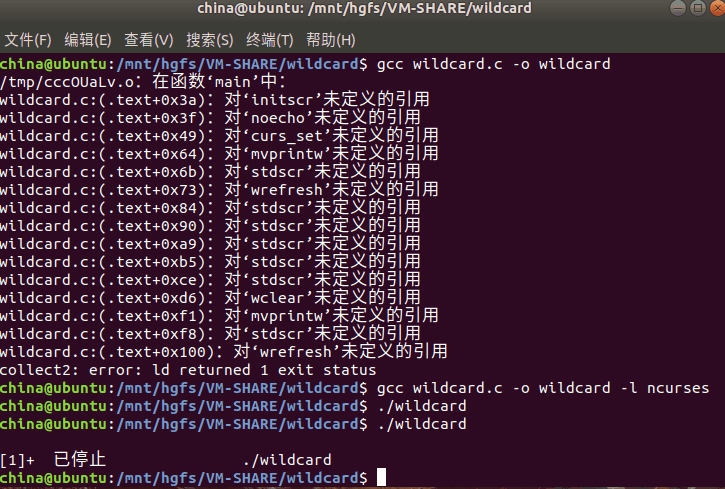 china@ubuntu: /mnt/hgfs/VM-SHARE/wildcard
文件(F) 编辑(E) 查看(V) 搜索(S) 终端(T) 帮助(H)
china@ubuntu:/mnt/hgfs/VM-SHARE/wildcard$ gcc wildcard.c -o wildcard
/tmp/cccOUaLv.o：在函数‘main’中：
wildcard.c:(.text+0x3a)：对‘initscr’未定义的引用
wildcard.c:(.text+0x3f)：对‘noecho’未定义的引用
wildcard.c:(.text+0x49)：对‘curs_set’未定义的引用
wildcard.c:(.text+0x64)：对‘mvprintw’未定义的引用
wildcard.c:(.text+0x6b)：对‘stdscr’未定义的引用
wildcard.c:(.text+0x73)：对‘wrefresh’未定义的引用
wildcard.c:(.text+0x84)：对‘stdscr’未定义的引用
wildcard.c:(.text+0x90)：对‘stdscr’未定义的引用
wildcard.c:(.text+0xa9)：对‘stdscr’未定义的引用
wildcard.c:(.text+0xb5)：对‘stdscr’未定义的引用
wildcard.c:(.text+0xce)：对‘stdscr’未定义的引用
wildcard.c:(.text+0xd6)：对‘wclear’未定义的引用
wildcard.c:(.text+0xf1)：对‘mvprintw’未定义的引用
wildcard.c:(.text+0xf8)：对‘stdscr’未定义的引用
wildcard.c:(.text+0x100)：对‘wrefresh’未定义的引用
collect2: error: ld returned 1 exit status
china@ubuntu:/mnt/hgfs/VM-SHARE/wildcard$ gcc wildcard.c -o wildcard -l ncurses
china@ubuntu:/mnt/hgfs/VM-SHARE/wildcard$ ./wildcard
china@ubuntu:/mnt/hgfs/VM-SHARE/wildcard$ ./wildcard
[1]+ 已停止 ./wildcard
china@ubuntu:/mnt/hgfs/VM-SHARE/wildcard$